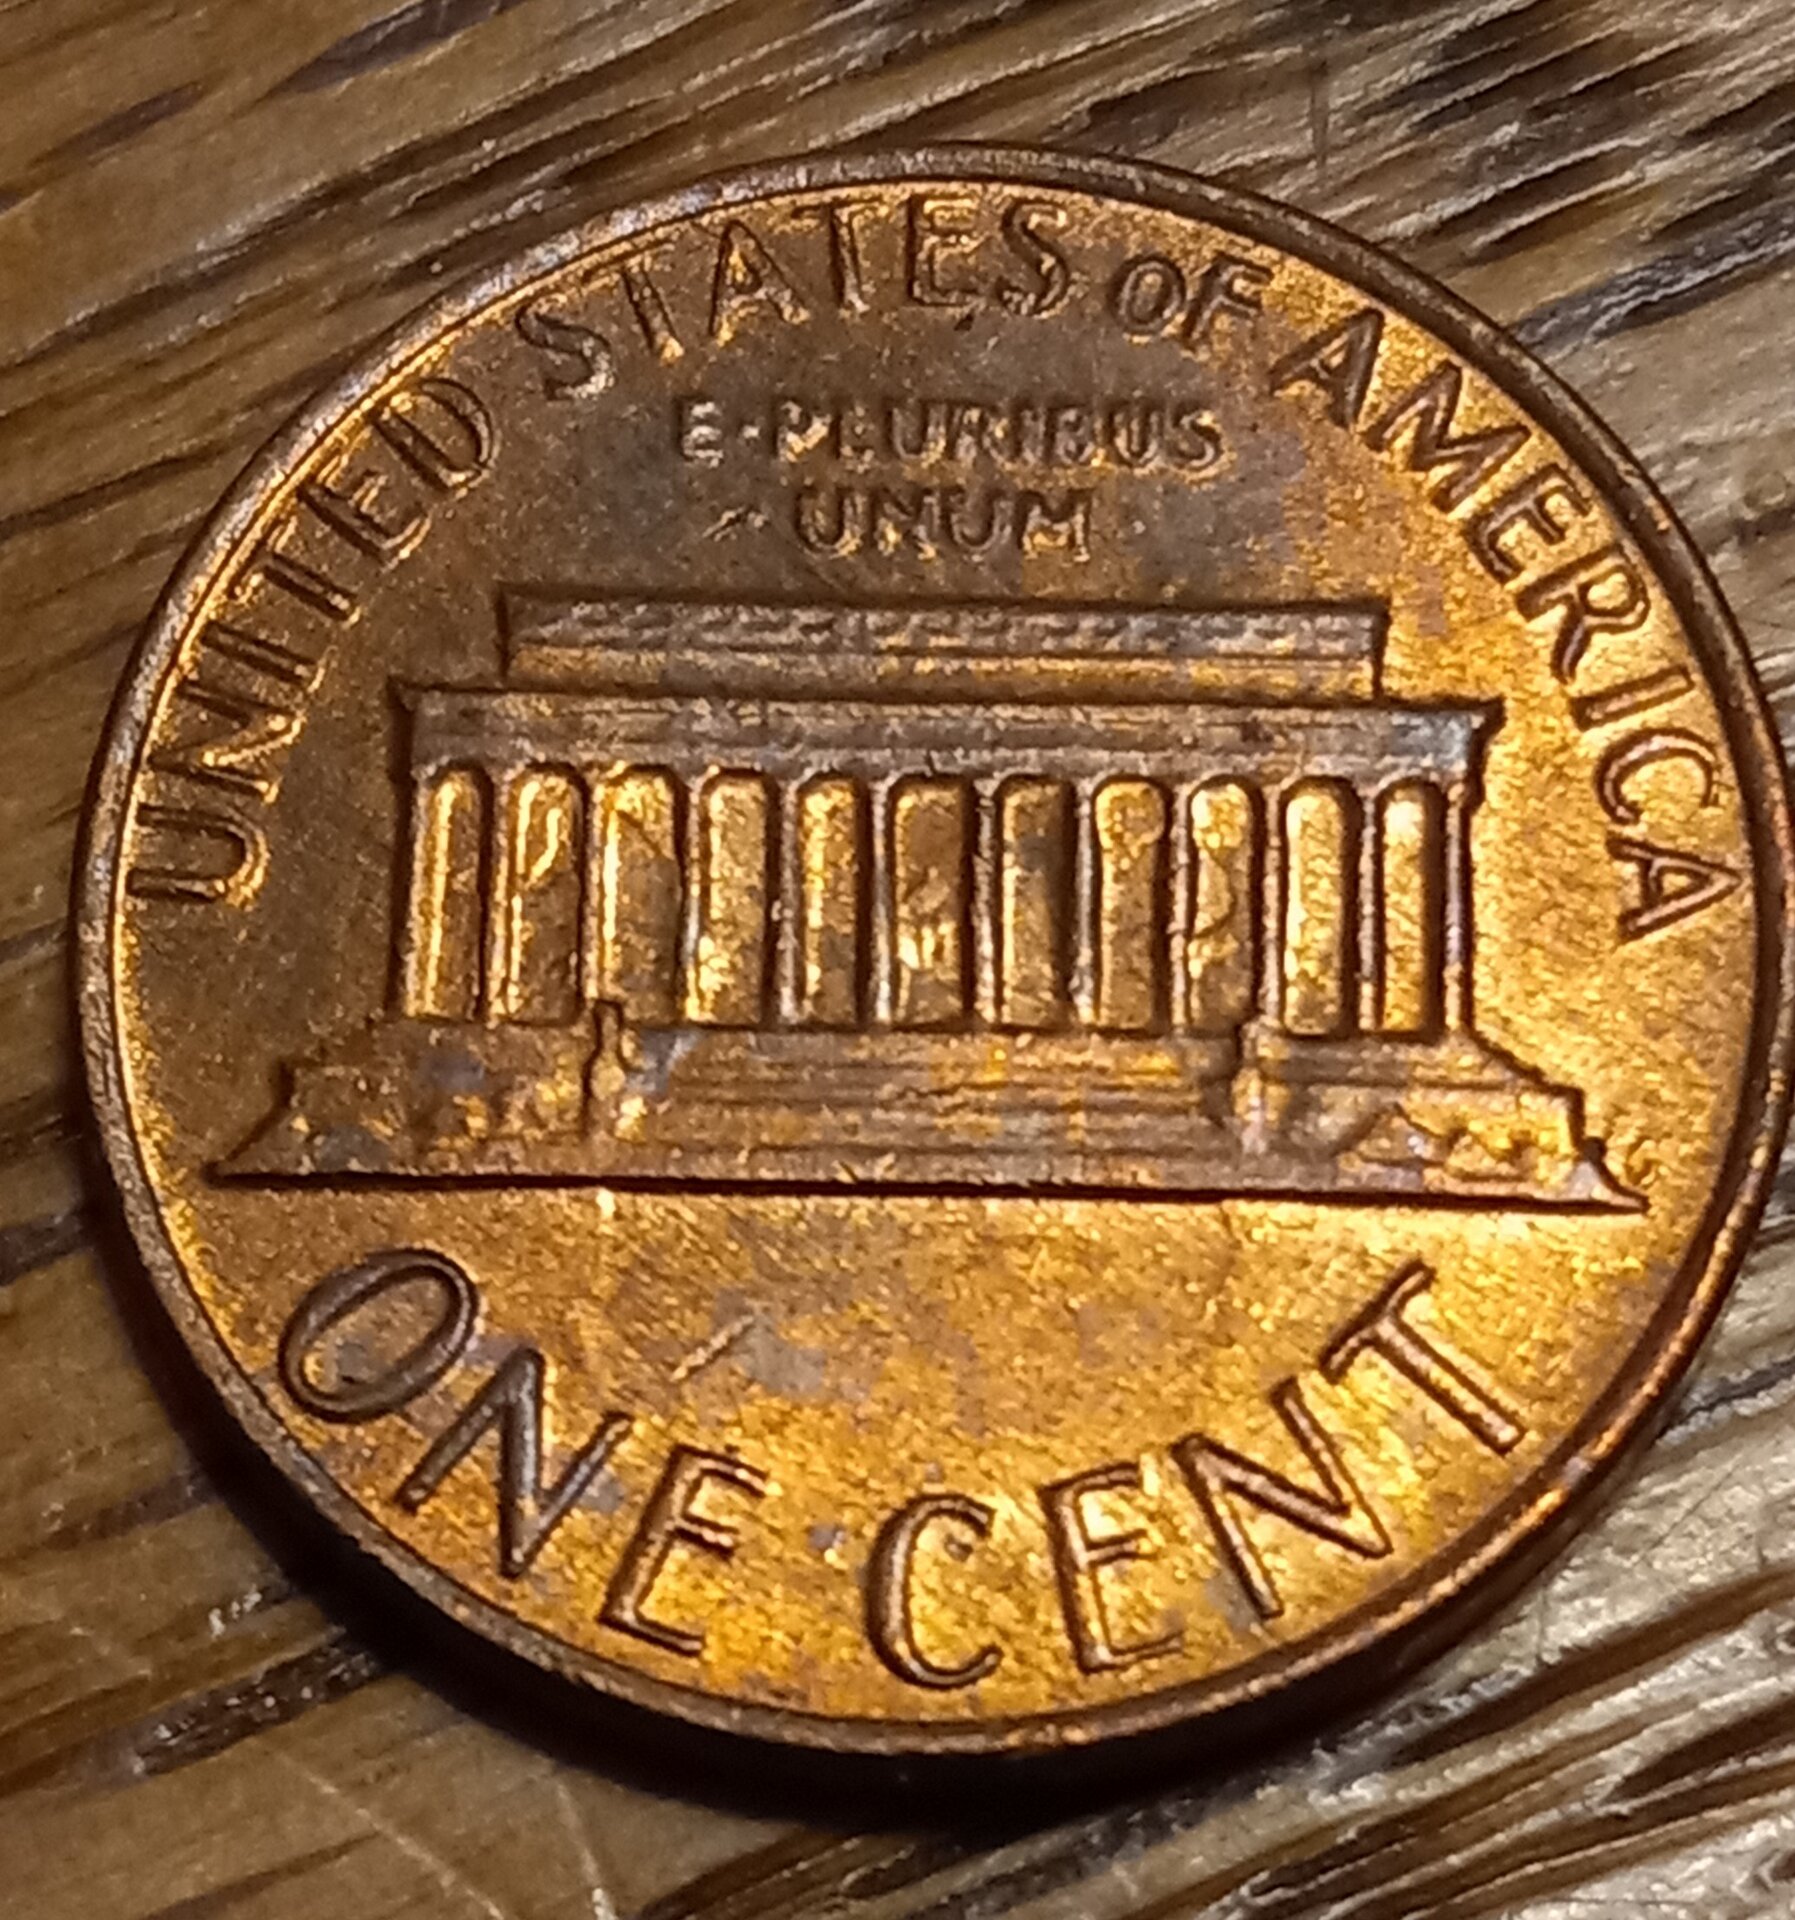 UNITED STATES OF AMERICA
E·PLURIBUS
UNUM
ONE CENT